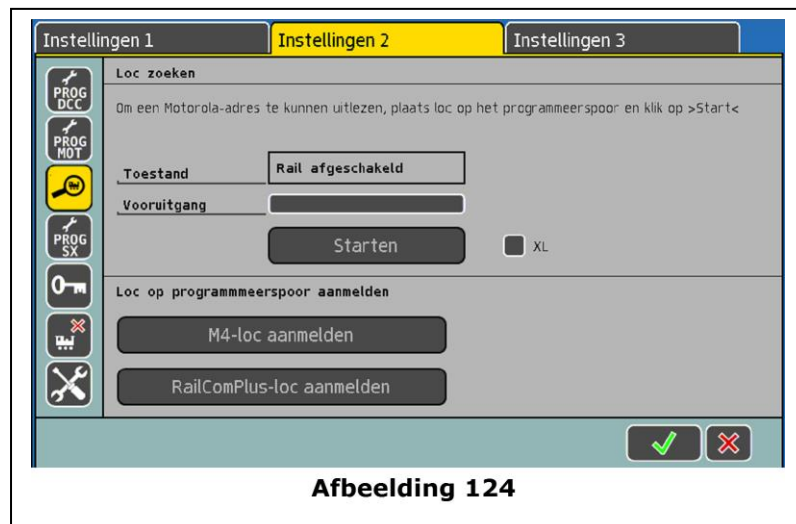 Instellingen 1
Instellingen 2
Instellingen 3
PROG
DCC
PROG
MOT
PROG
SX
Loc zoeken
Om een Motorola-adres te kunnen uitlezen, plaats loc op het programmeerspoor en klik op >Start<
Toestand
Rail afgeschakeld
Vooruitgang
Starten
XL
Loc op programmmeerspoor aanmelden
M4-loc aanmelden
RailComPlus-loc aanmelden
Afbeelding 124